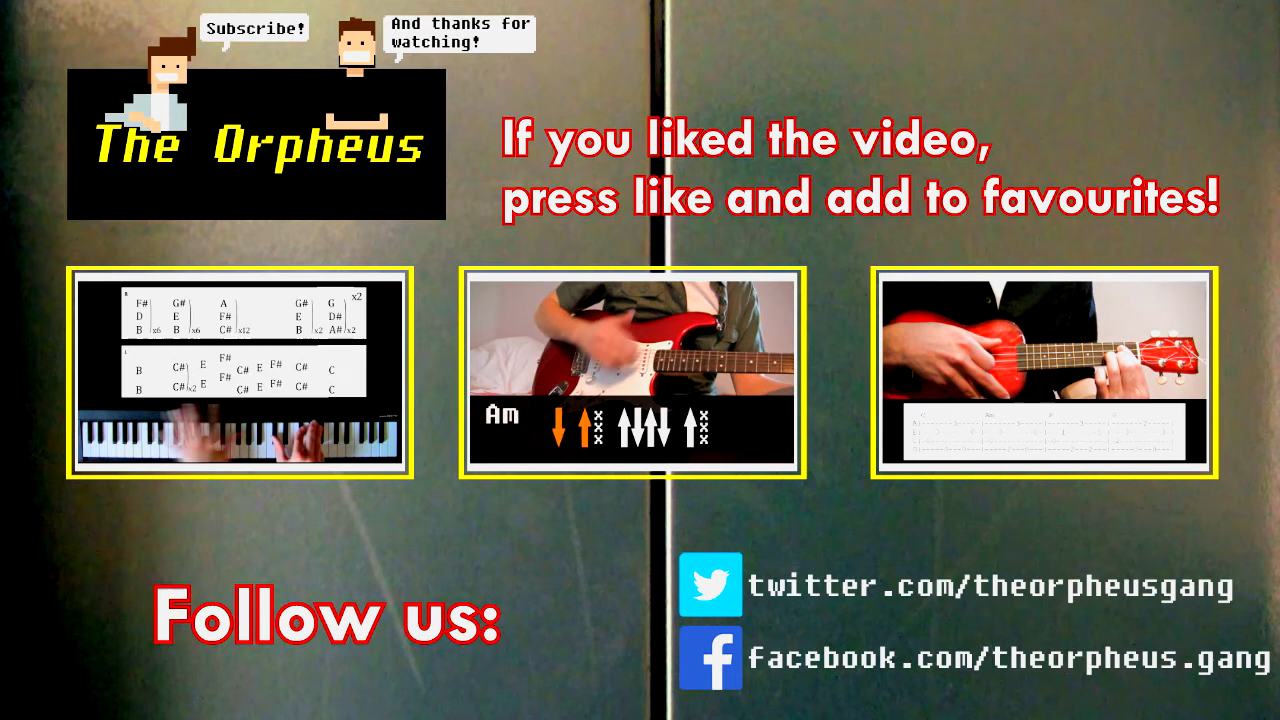 Subscribe!
And thanks for
watching!
The Orpheus
If you liked the video,
press like and add to favourites!
F# G# A G# G x2
D E F# E D#
B x6 B x6 C# x12 B x2 A# x2
F#
B C# E C# E F# C# C
F#
B C# x2 E C# E F# C# C
Am
Follow us:
twitter.com/theorpheusgang
facebook.com/theorpheus.gang